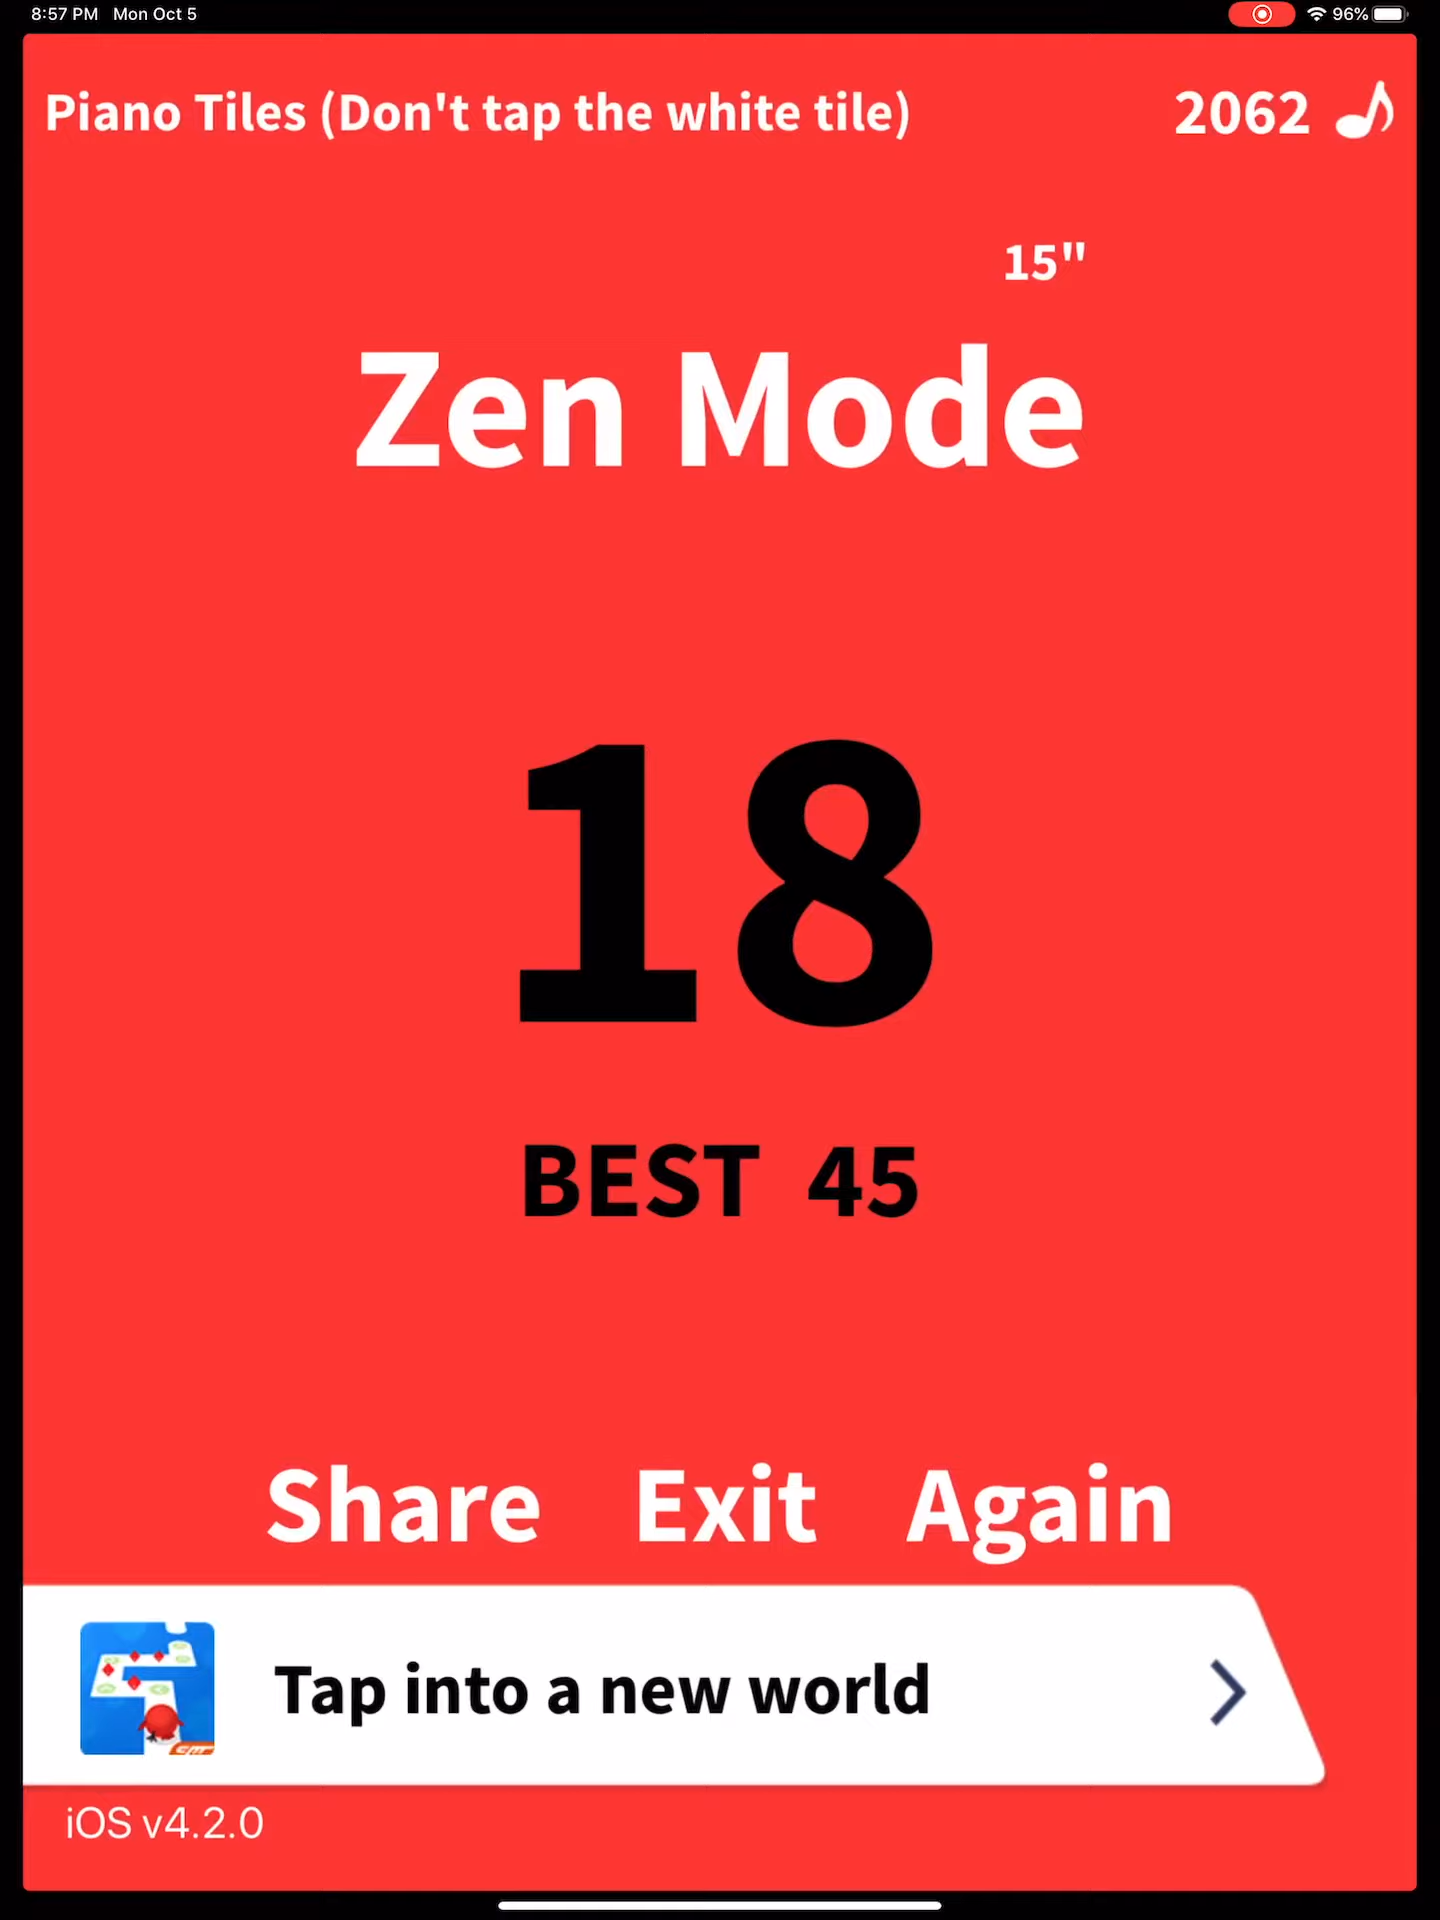 8:57 PM Mon Oct 5 96%
Piano Tiles (Don't tap the white tile) 2062
15"
Zen Mode
18
BEST 45
Share Exit Again
Tap into a new world
iOS v4.2.0